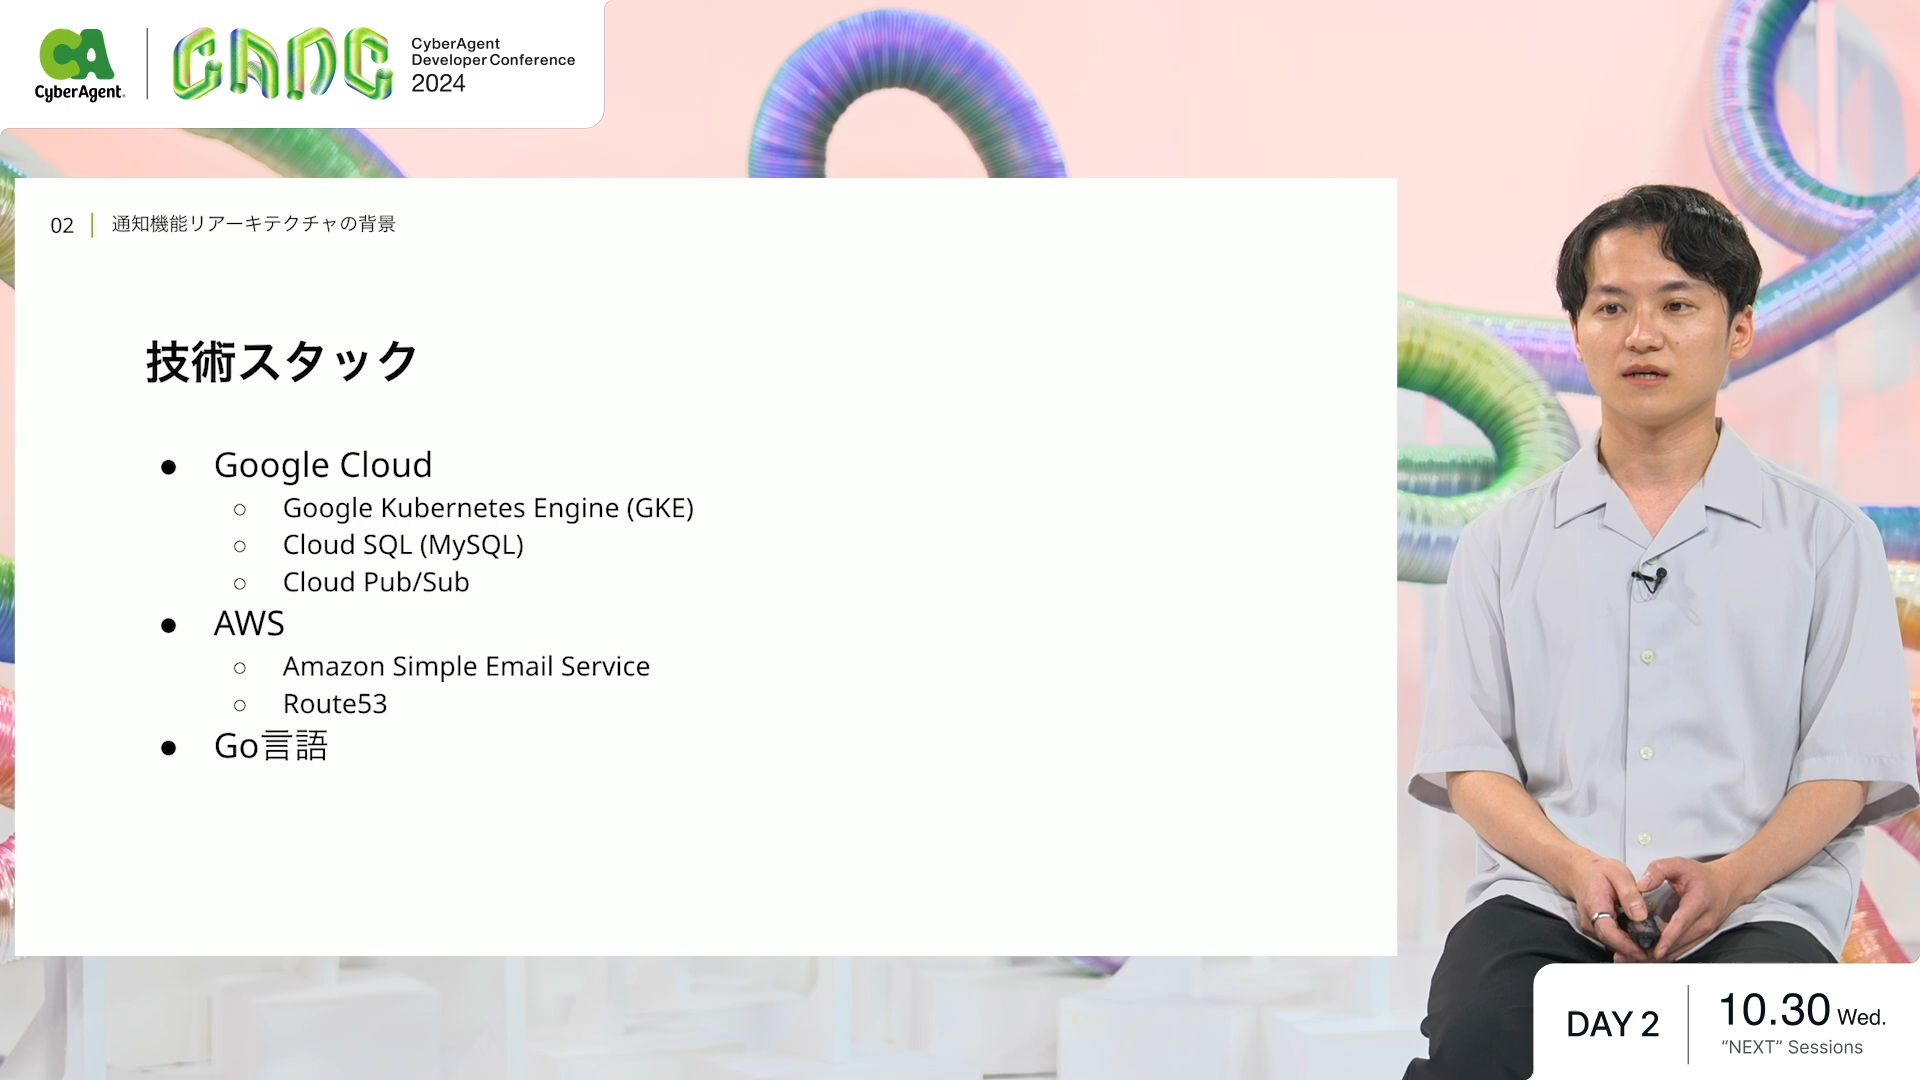 CyberAgent
CADC
CyberAgent
Developer Conference
2024
02
通知機能リアーキテクチャの背景
技術スタック
Google Cloud
Google Kubernetes Engine (GKE)
Cloud SQL (MySQL)
Cloud Pub/Sub
AWS
Amazon Simple Email Service
Route53
Go言語
DAY 2
10.30 Wed.
“NEXT” Sessions